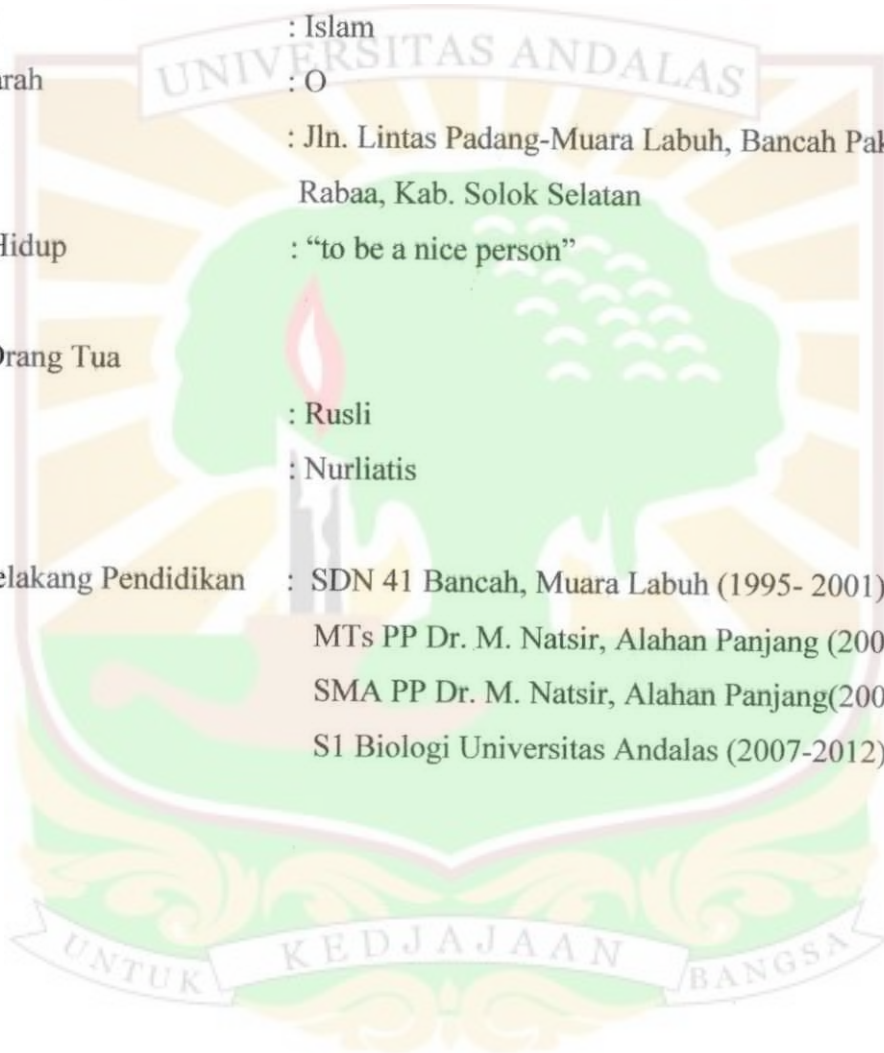 : Islam
UNIVERSITAS ANDALAS
arah : O
: Jln. Lintas Padang-Muara Labuh, Bancah Pak
Rabaa, Kab. Solok Selatan
Hidup : “to be a nice person”
Orang Tua
: Rusli
: Nurliatis
elakang Pendidikan : SDN 41 Bancah, Muara Labuh (1995- 2001)
MTs PP Dr. M. Natsir, Alahan Panjang (200
SMA PP Dr. M. Natsir, Alahan Panjang(200
S1 Biologi Universitas Andalas (2007-2012)
UNTUK KEDJAJAAN BANGSA